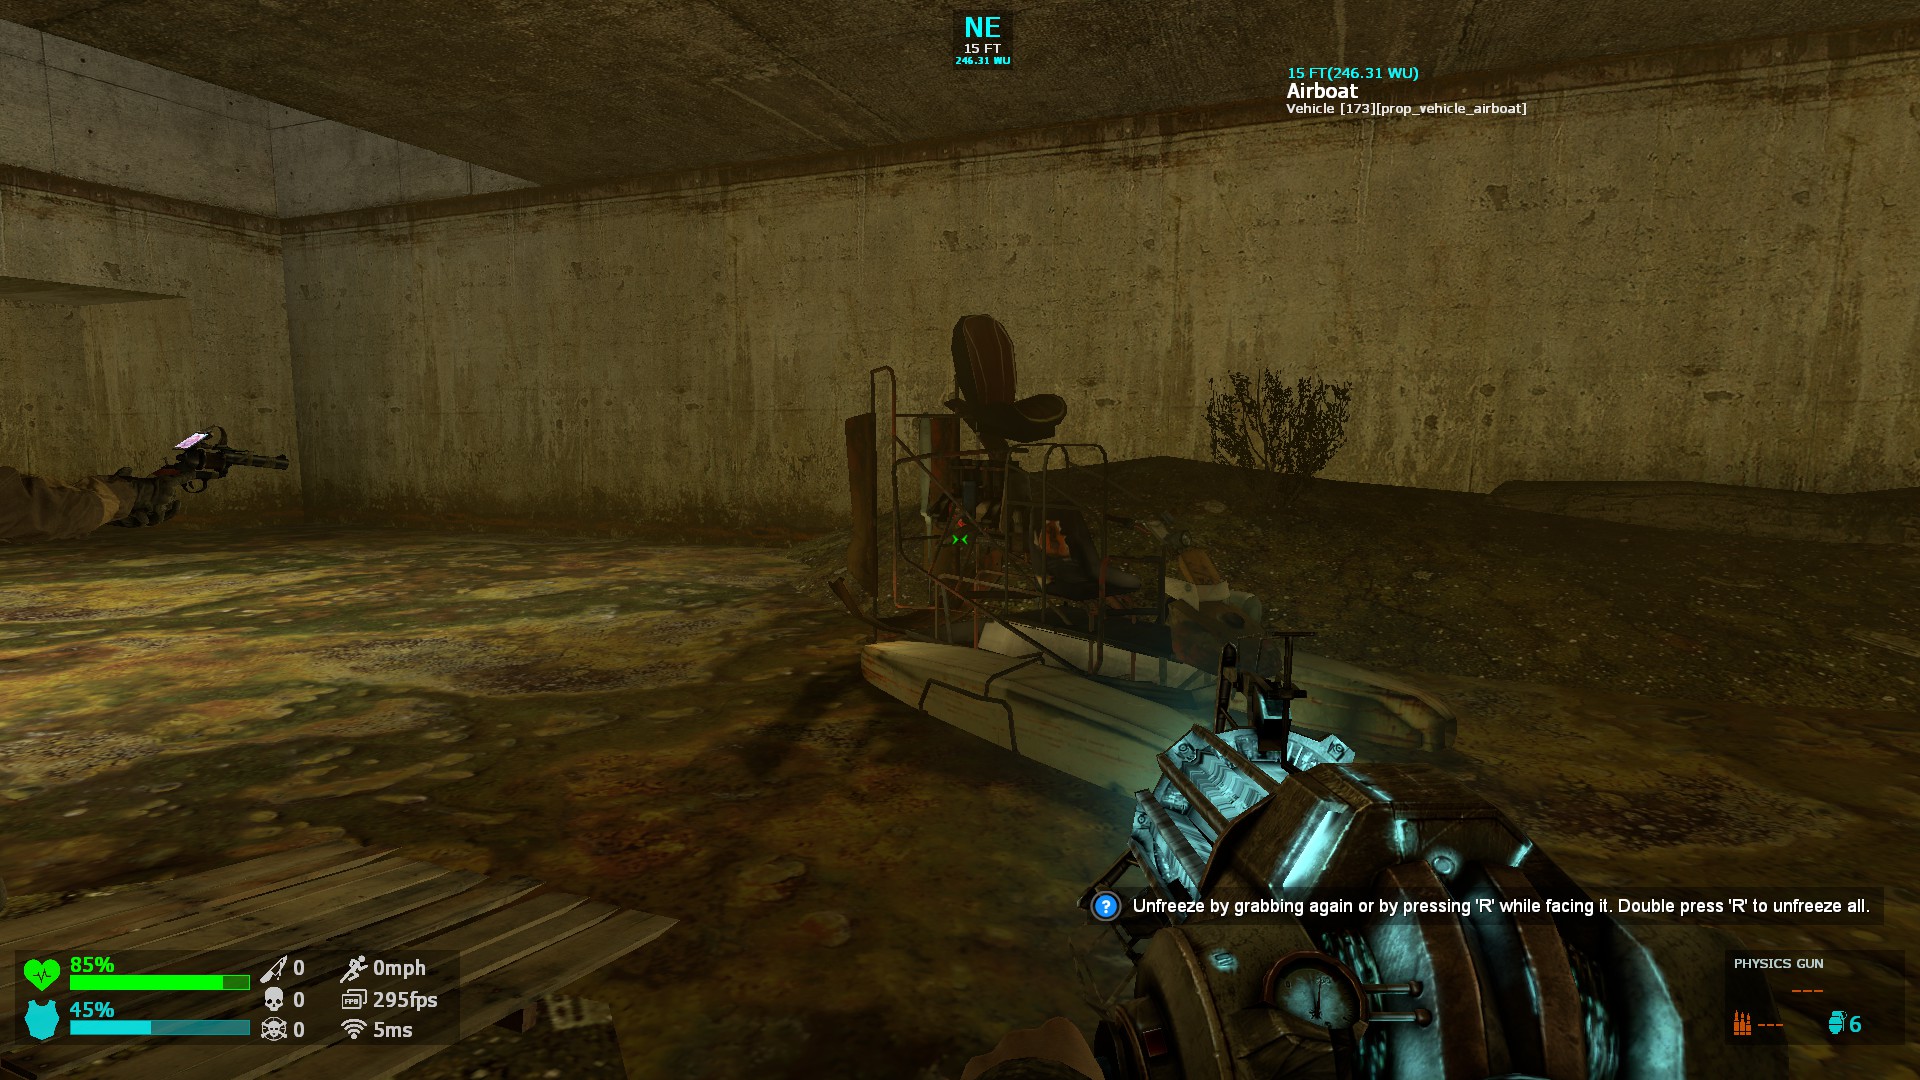 NE
15 FT
246.31 WU
15 FT(246.31 WU)
Airboat
Vehicle [173][prop_vehicle_airboat]
? Unfreeze by grabbing again or by pressing 'R' while facing it. Double press 'R' to unfreeze all.
85%
45%
0
0
0
0mph
FPS 295fps
5ms
PHYSICS GUN
---
---
6